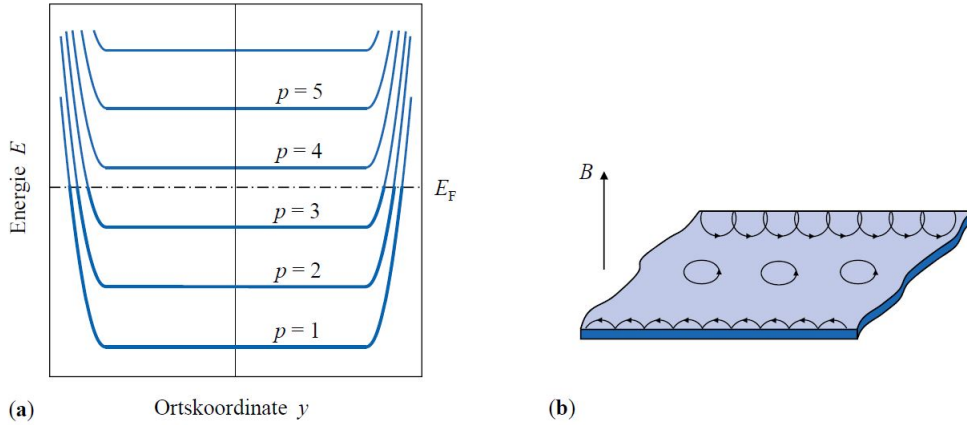 p = 5
p = 4
E_F
p = 3
p = 2
p = 1
Energie E
(a)
Ortskoordinate y
B
(b)